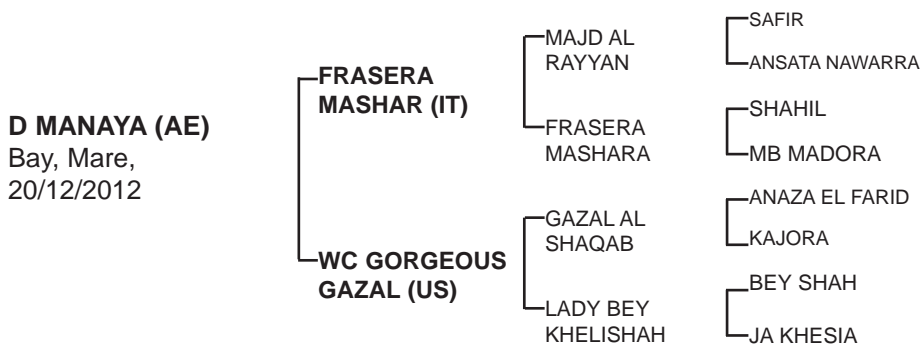 D MANAYA (AE)
Bay, Mare,
20/12/2012
FRASERA
MASHAR (IT)
WC GORGEOUS
GAZAL (US)
MAJD AL
RAYYAN
FRASERA
MASHARA
GAZAL AL
SHAQAB
LADY BEY
KHELISHAH
SAFIR
ANSATA NAWARRA
SHAHIL
MB MADORA
ANAZA EL FARID
KAJORA
BEY SHAH
JA KHESIA